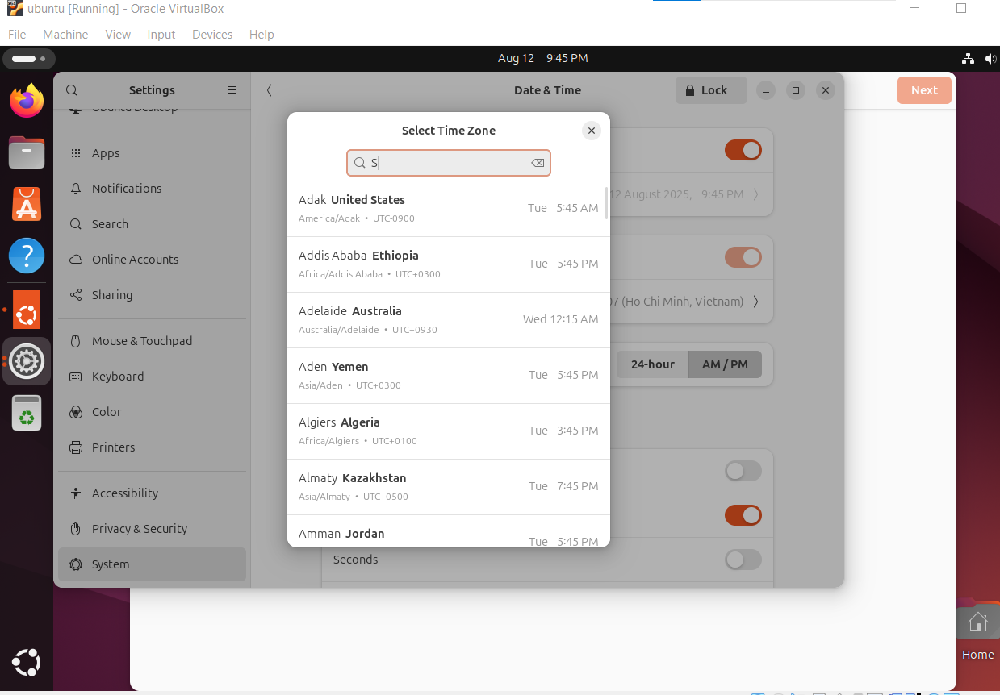 ubuntu [Running] - Oracle VirtualBox
File Machine View Input Devices Help
Aug 12 9:45 PM
Settings
Date & Time
Lock
Next
Ubuntu Desktop
Apps
Notifications
Search
Online Accounts
Sharing
Mouse & Touchpad
Keyboard
Color
Printers
Accessibility
Privacy & Security
System
Select Time Zone
S
Adak United States
America/Adak • UTC-0900
Tue 5:45 AM
Addis Ababa Ethiopia
Africa/Addis Ababa • UTC+0300
Tue 5:45 PM
Adelaide Australia
Australia/Adelaide • UTC+0930
Wed 12:15 AM
Aden Yemen
Asia/Aden • UTC+0300
Tue 5:45 PM
Algiers Algeria
Africa/Algiers • UTC+0100
Tue 3:45 PM
Almaty Kazakhstan
Asia/Almaty • UTC+0500
Tue 7:45 PM
Amman Jordan
Tue 5:45 PM
12 August 2025, 9:45 PM
07 (Ho Chi Minh, Vietnam)
24-hour
AM / PM
Seconds
Home